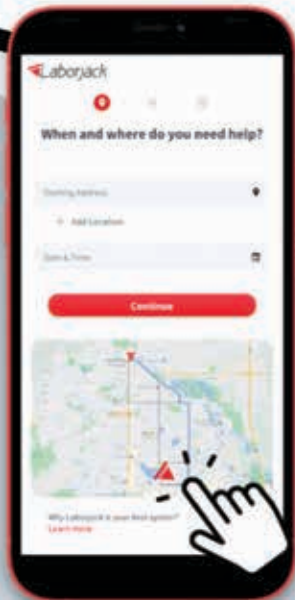 Laborjack
When and where do you need help?
Starting Address
+ Add Location
Date & Time
Continue
Why Laborjack is your best option?
Learn more